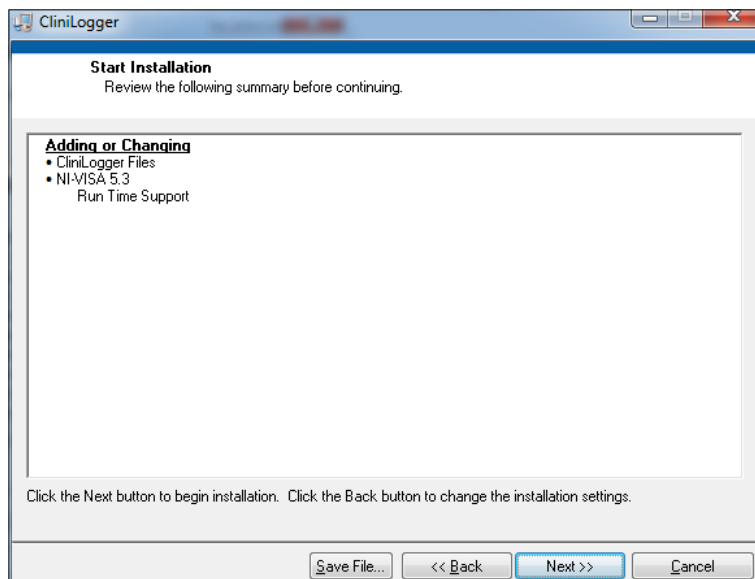 CliniLogger
Start Installation
Review the following summary before continuing.
Adding or Changing
• CliniLogger Files
• NI-VISA 5.3
Run Time Support
Click the Next button to begin installation. Click the Back button to change the installation settings.
Save File...
<< Back
Next >>
Cancel